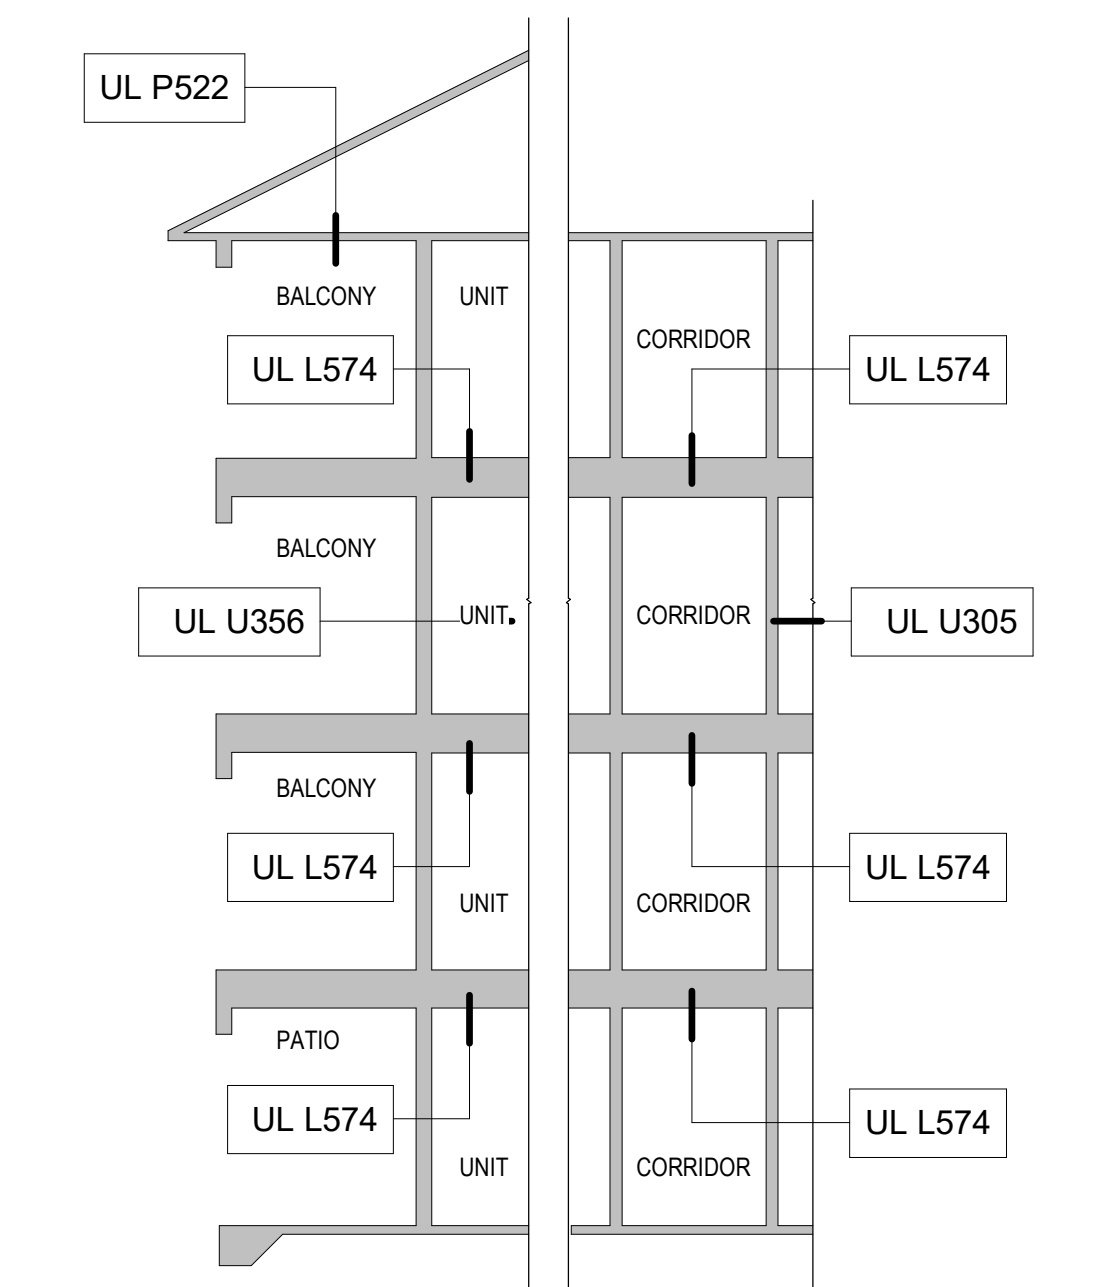 UL P522
BALCONY
UNIT
CORRIDOR
UL L574
UL L574
BALCONY
UL U356
UNIT
CORRIDOR
UL U305
BALCONY
UL L574
UL L574
UNIT
CORRIDOR
PATIO
UL L574
UL L574
UNIT
CORRIDOR